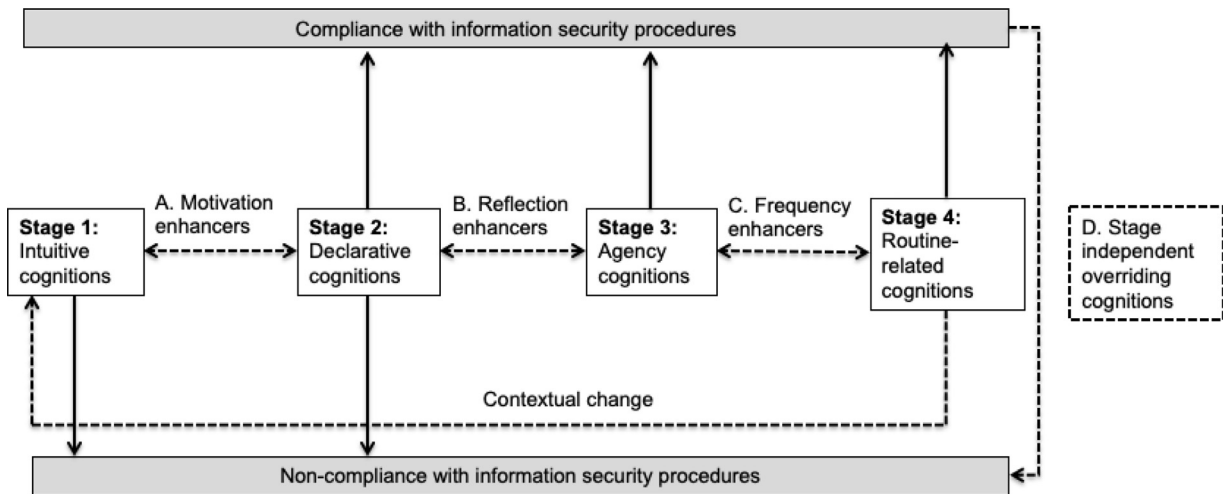 Compliance with information security procedures
A. Motivation
enhancers
B. Reflection
enhancers
C. Frequency
enhancers
Stage 1:
Intuitive
cognitions
Stage 2:
Declarative
cognitions
Stage 3:
Agency
cognitions
Stage 4:
Routine-
related
cognitions
D. Stage
independent
overriding
cognitions
Contextual change
Non-compliance with information security procedures